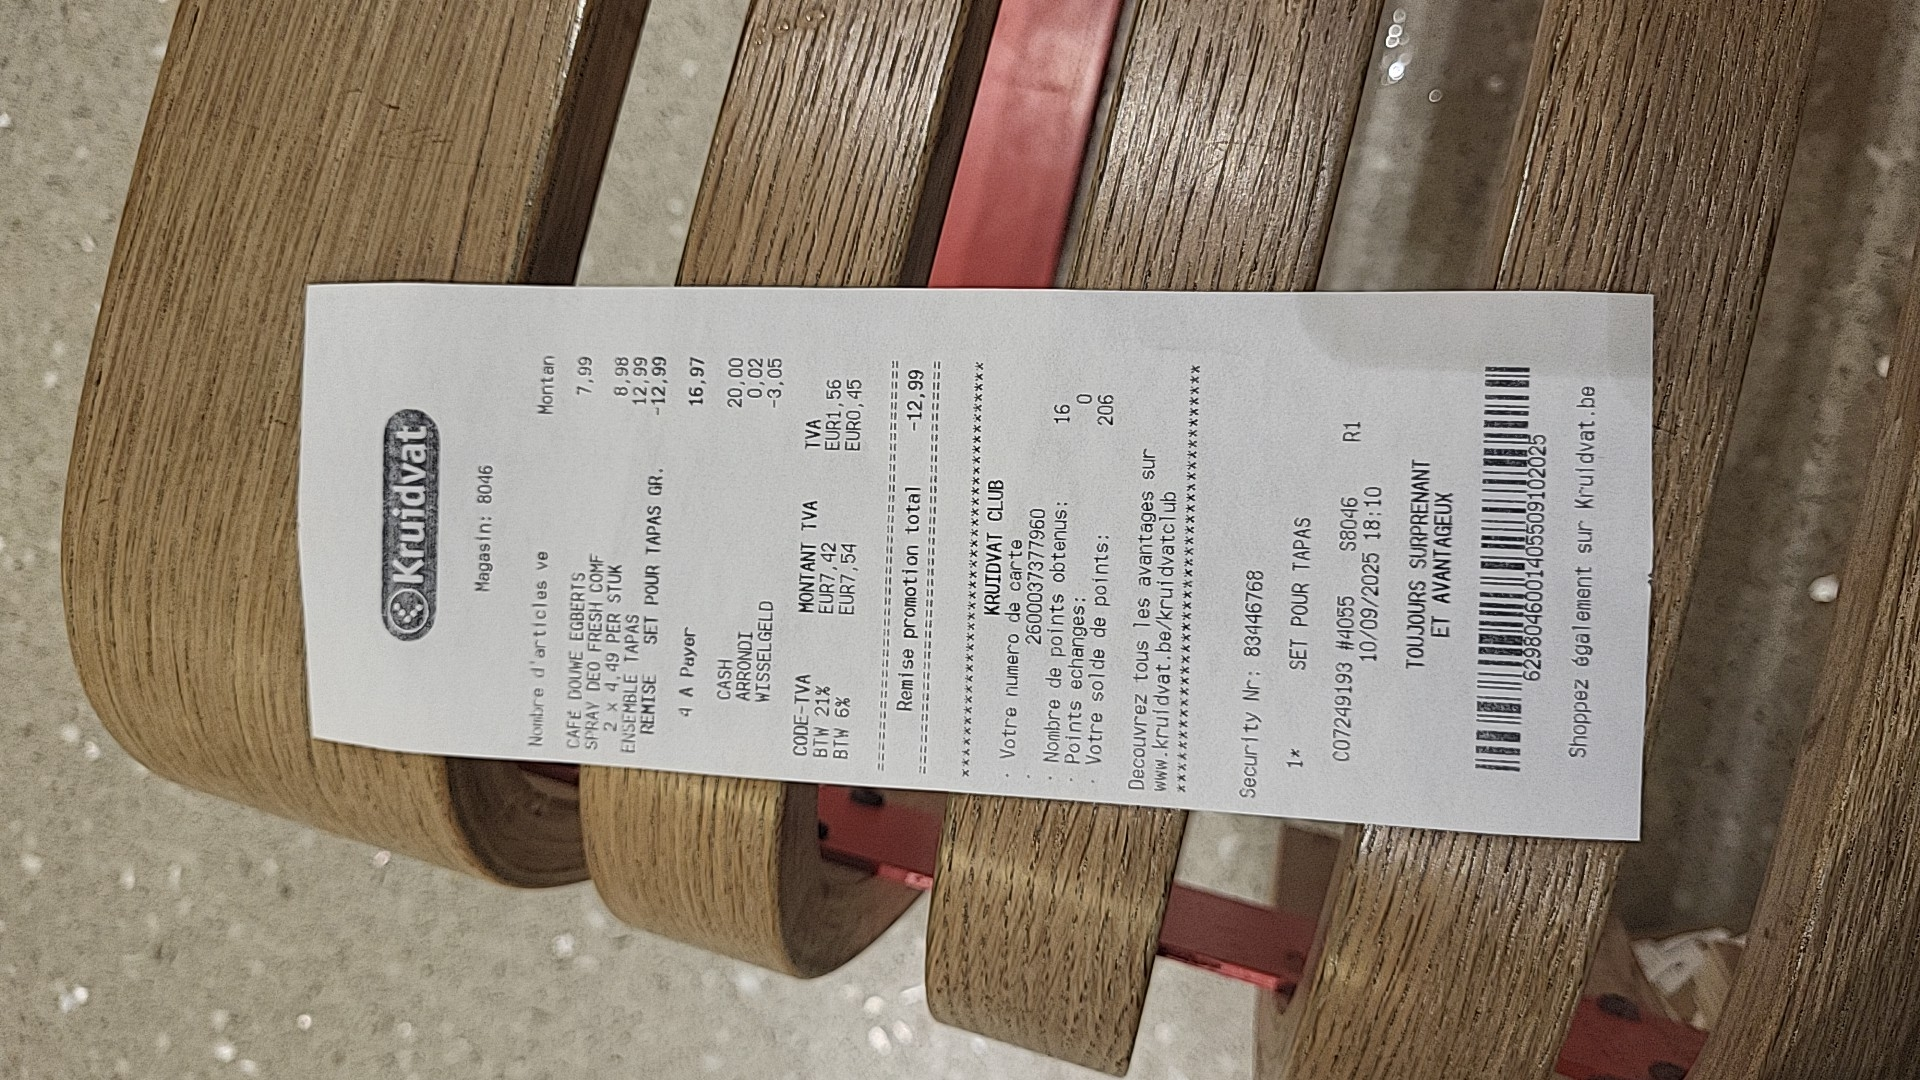 Kruidvat
Magasin: 8046
Nombre d'articles ve Montan
CAFE DOUWE EGBERTS 7,99
SPRAY DEO FRESH COMF
2 x 4,49 PER STUK 8,98
ENSEMBLE TAPAS 12,99
REMISE SET POUR TAPAS GR. -12,99
4 A Payer 16,97
CASH 20,00
ARRONDI 0,02
WISSELGELD -3,05
CODE-TVA MONTANT TVA TVA
BTW 21% EUR7,42 EUR1,56
BTW 6% EUR7,54 EUR0,45
Remise promotion total -12,99
KRUIDVAT CLUB
· Votre numero de carte
· 2600037377960
· Nombre de points obtenus: 16
· Points echanges: 0
· Votre solde de points: 206
Decouvrez tous les avantages sur
www.kruidvat.be/kruidvatclub
Security Nr: 83446768
1* SET POUR TAPAS
C07249193 #4055 S8046 R1
10/09/2025 18:10
TOUJOURS SURPRENANT
ET AVANTAGEUX
Shoppez également sur Kruidvat.be